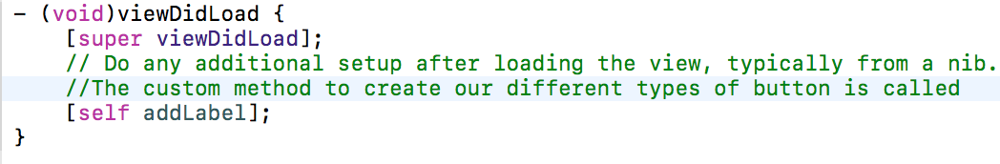 - (void)viewDidLoad {
    [super viewDidLoad];
    // Do any additional setup after loading the view, typically from a nib.
    //The custom method to create our different types of button is called
    [self addLabel];
}